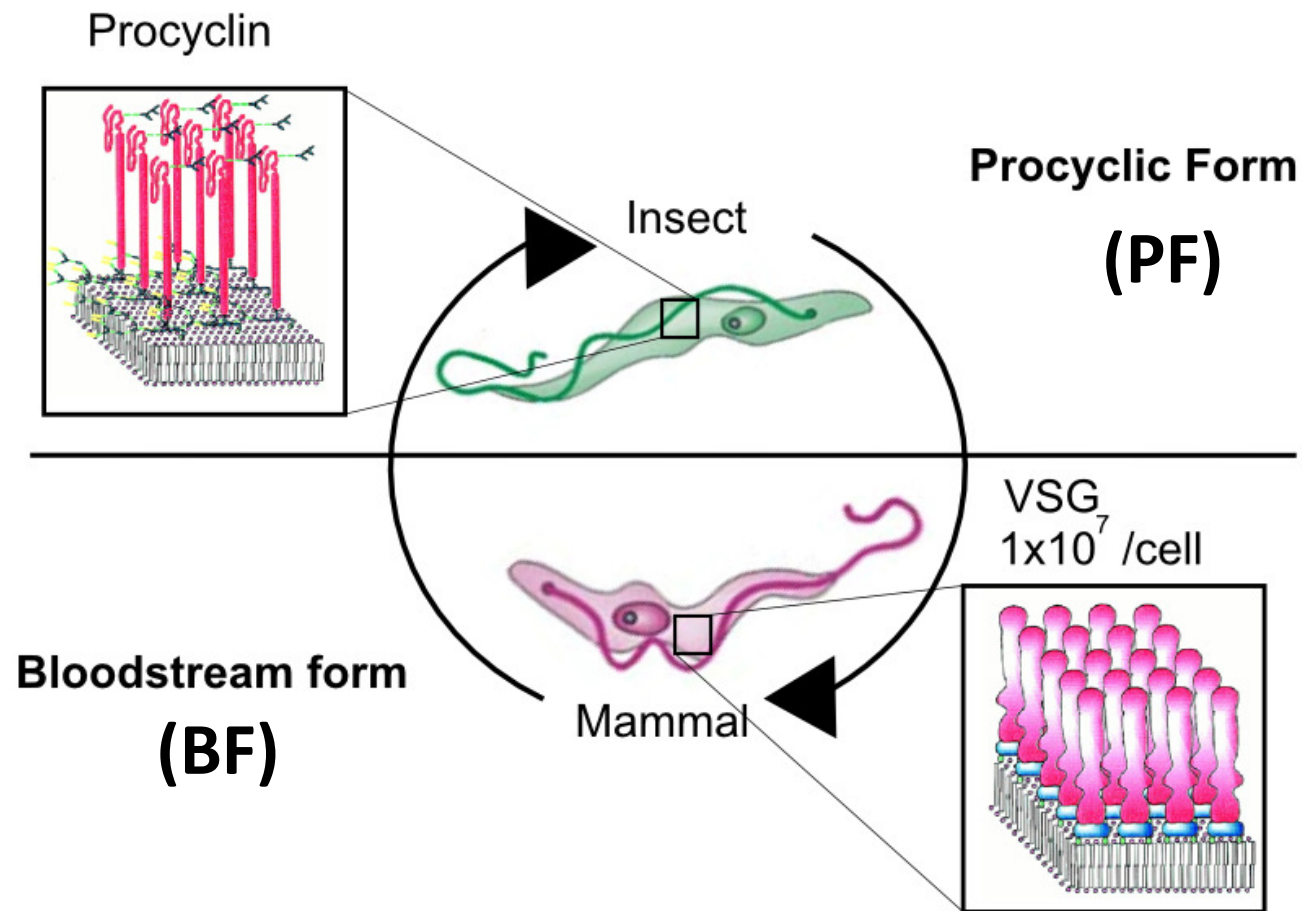 Procyclin
Procyclic Form
(PF)
Insect
VSG
1x10⁷ /cell
Bloodstream form
(BF)
Mammal